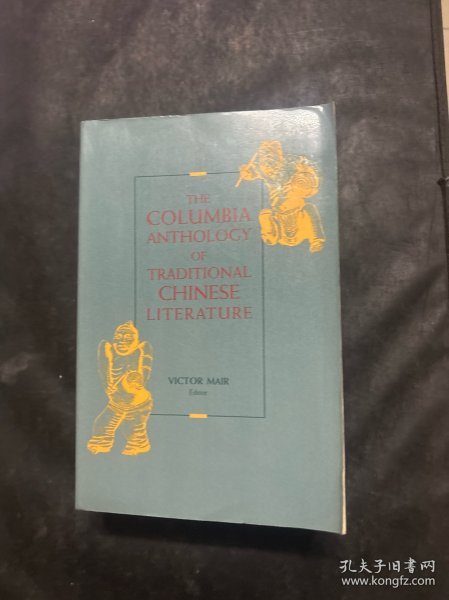 THE
COLUMBIA
ANTHOLOGY
OF
TRADITIONAL
CHINESE
LITERATURE
VICTOR MAIR
Editor
孔夫子旧书网
www.kongfz.com